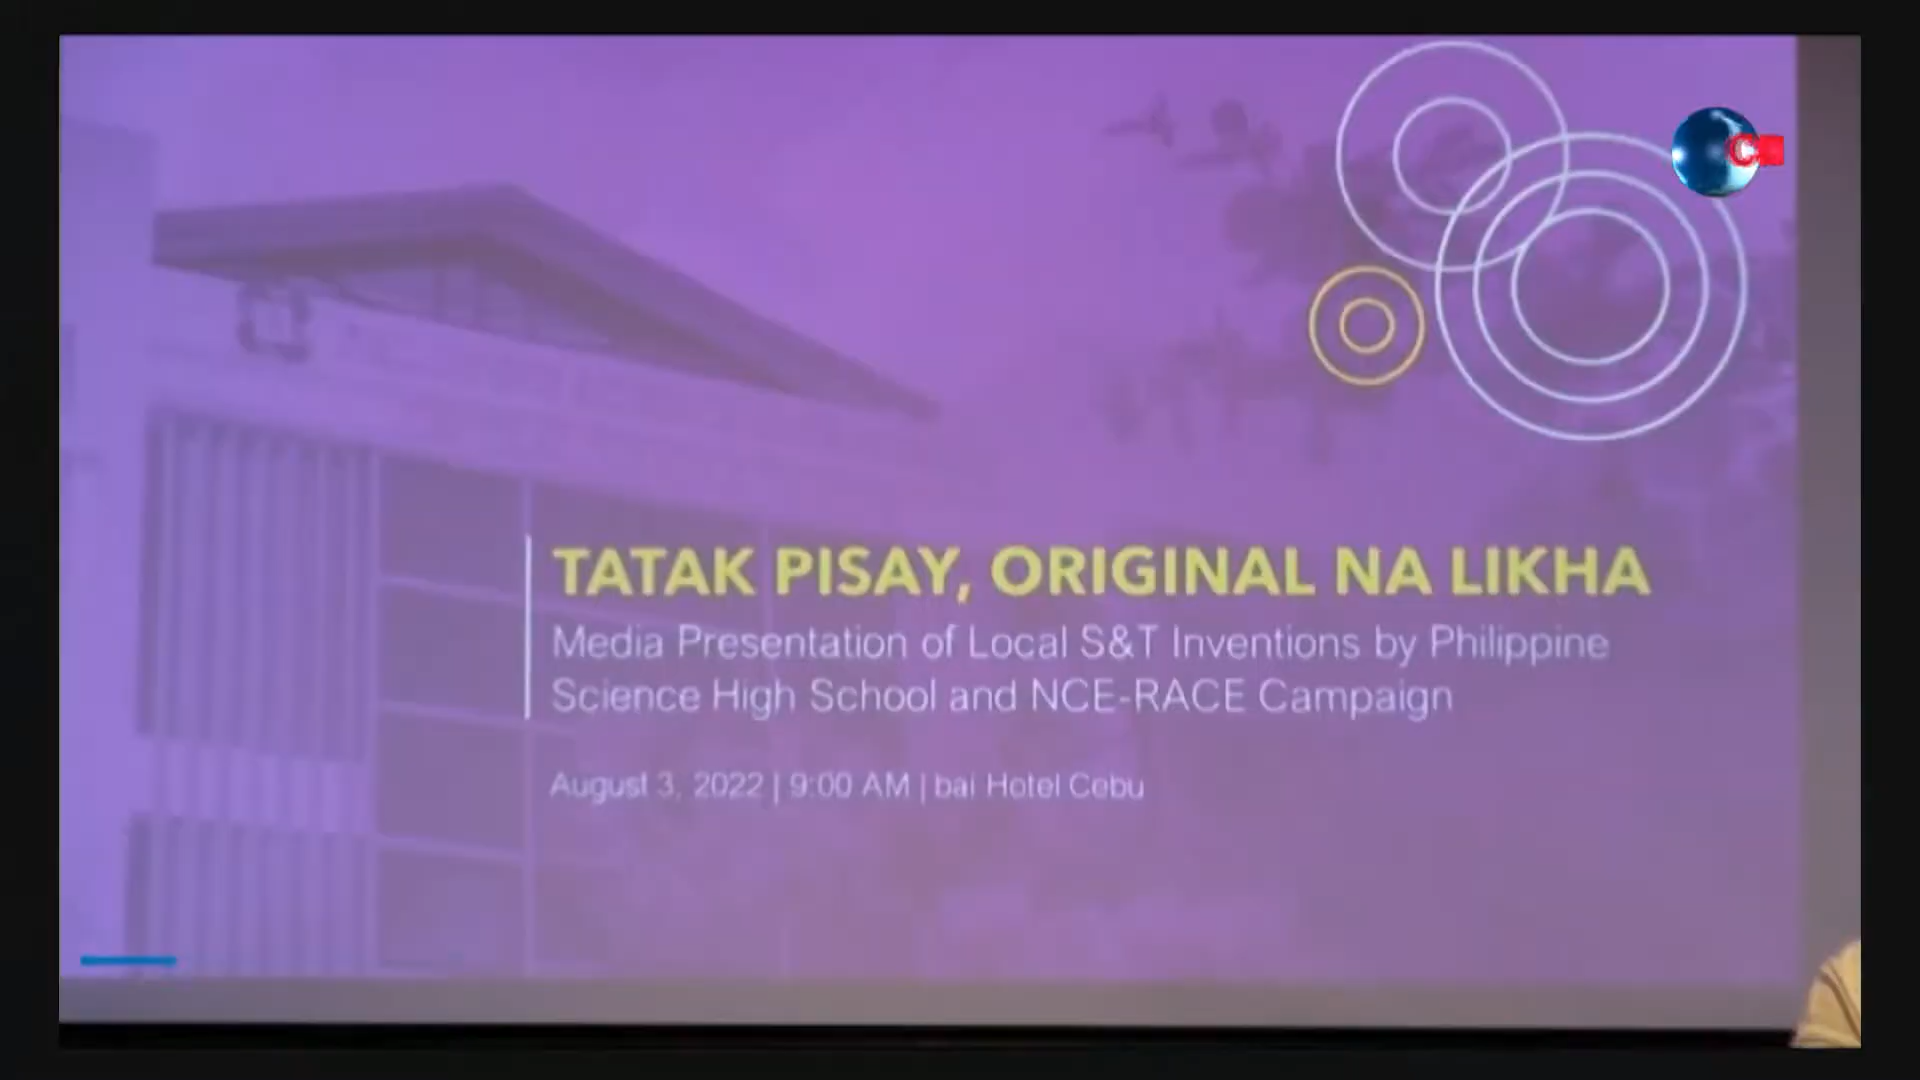 TATAK PISAY, ORIGINAL NA LIKHA
Media Presentation of Local S&T Inventions by Philippine
Science High School and NCE-RACE Campaign
August 3, 2022 | 9:00 AM | bai Hotel Cebu